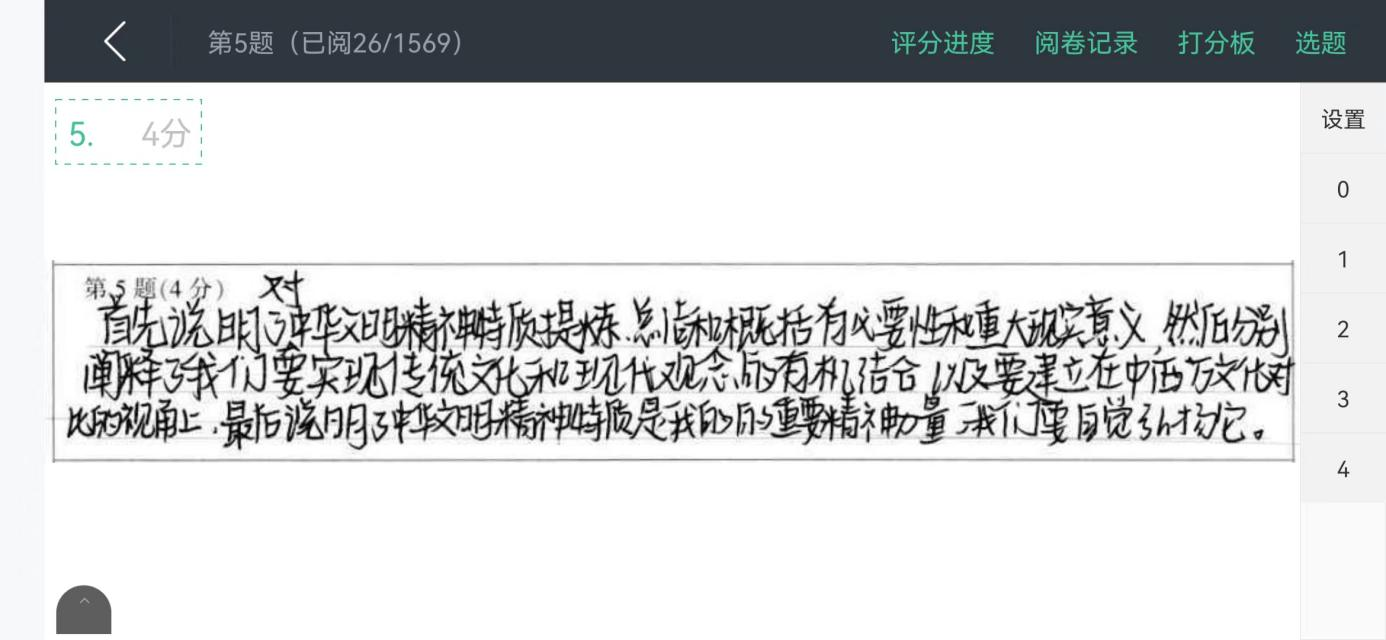 第5题（已阅26/1569）
评分进度 阅卷记录 打分板 选题
设置
5. 4分
0
1
2
3
4
第5题(4分)
首先说明了对中华文明精神特质提炼、总结和概括有必要性和重大现实意义，然后分别
阐释了我们要实现传统文化和现代观念的有机结合以及要建立在中西方文化对
比的视角上，最后说明了中华文明精神特质是我们的重要精神力量，我们要自觉弘扬它。